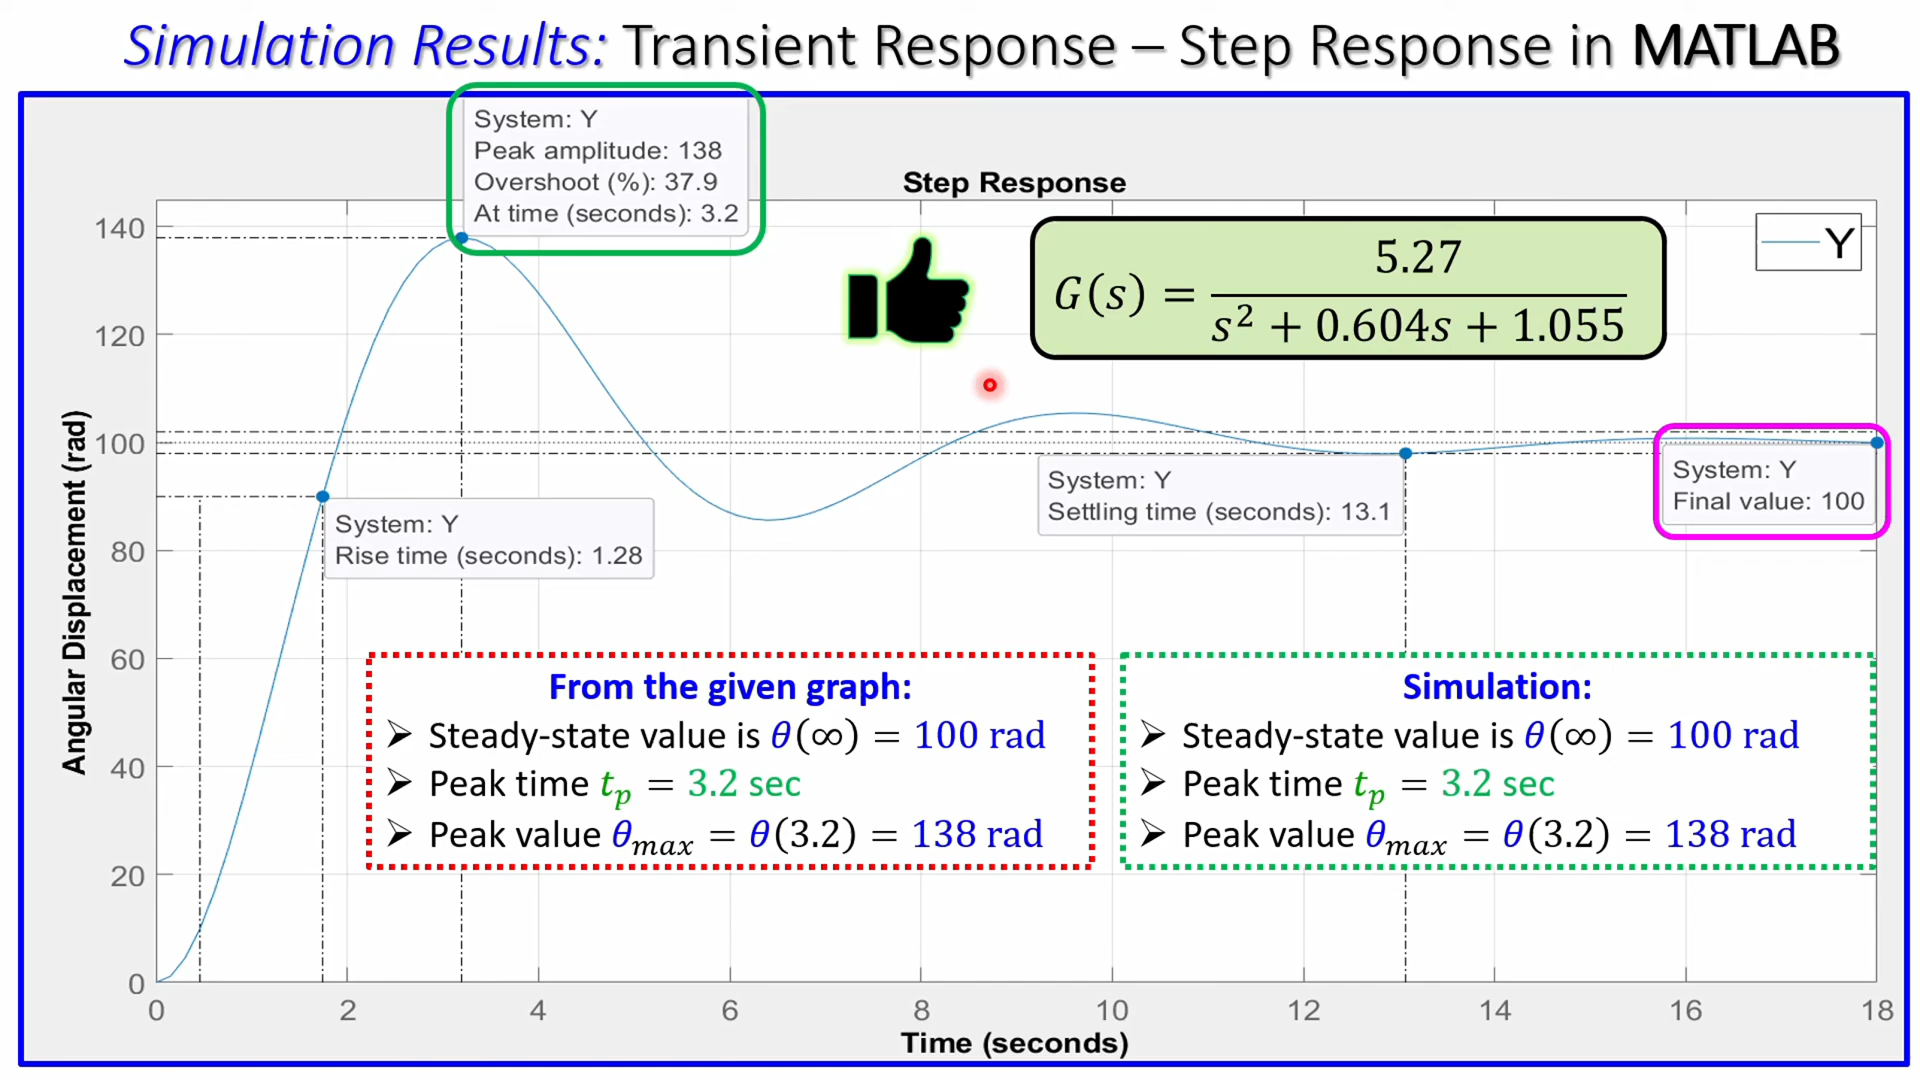 Simulation Results: Transient Response – Step Response in MATLAB
System: Y
Peak amplitude: 138
Overshoot (%): 37.9
At time (seconds): 3.2
Step Response
G(s) = 5.27 / s² + 0.604s + 1.055
Y
140
120
100
80
60
40
20
0
Angular Displacement (rad)
System: Y
Rise time (seconds): 1.28
System: Y
Settling time (seconds): 13.1
System: Y
Final value: 100
From the given graph:
➢ Steady-state value is θ(∞) = 100 rad
➢ Peak time tₚ = 3.2 sec
➢ Peak value θₘₐₓ = θ(3.2) = 138 rad
Simulation:
➢ Steady-state value is θ(∞) = 100 rad
➢ Peak time tₚ = 3.2 sec
➢ Peak value θₘₐₓ = θ(3.2) = 138 rad
0 2 4 6 8 10 12 14 16 18
Time (seconds)